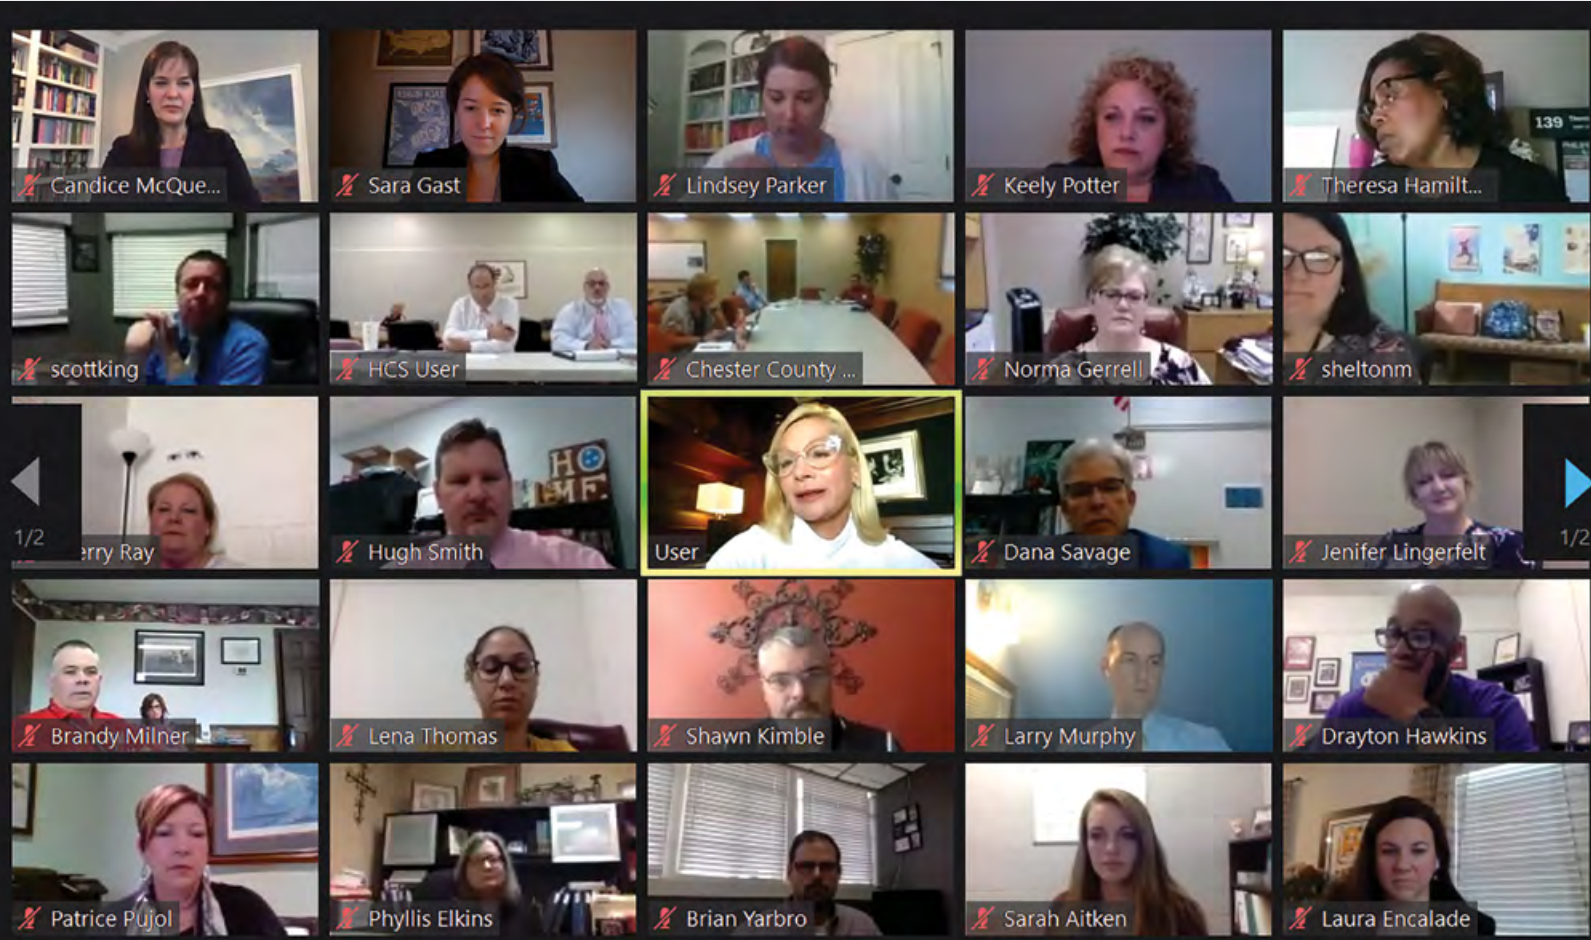 Candice McQue...
Sara Gast
Lindsey Parker
Keely Potter
Theresa Hamilt...
139
scottking
HCS User
Chester County ...
Norma Gerrell
sheltonm
1/2
erry Ray
Hugh Smith
HO
ME
User
Dana Savage
Jenifer Lingerfelt
1/2
Brandy Milner
Lena Thomas
Shawn Kimble
Larry Murphy
Drayton Hawkins
Patrice Pujol
Phyllis Elkins
Brian Yarbro
Sarah Aitken
Laura Encalade